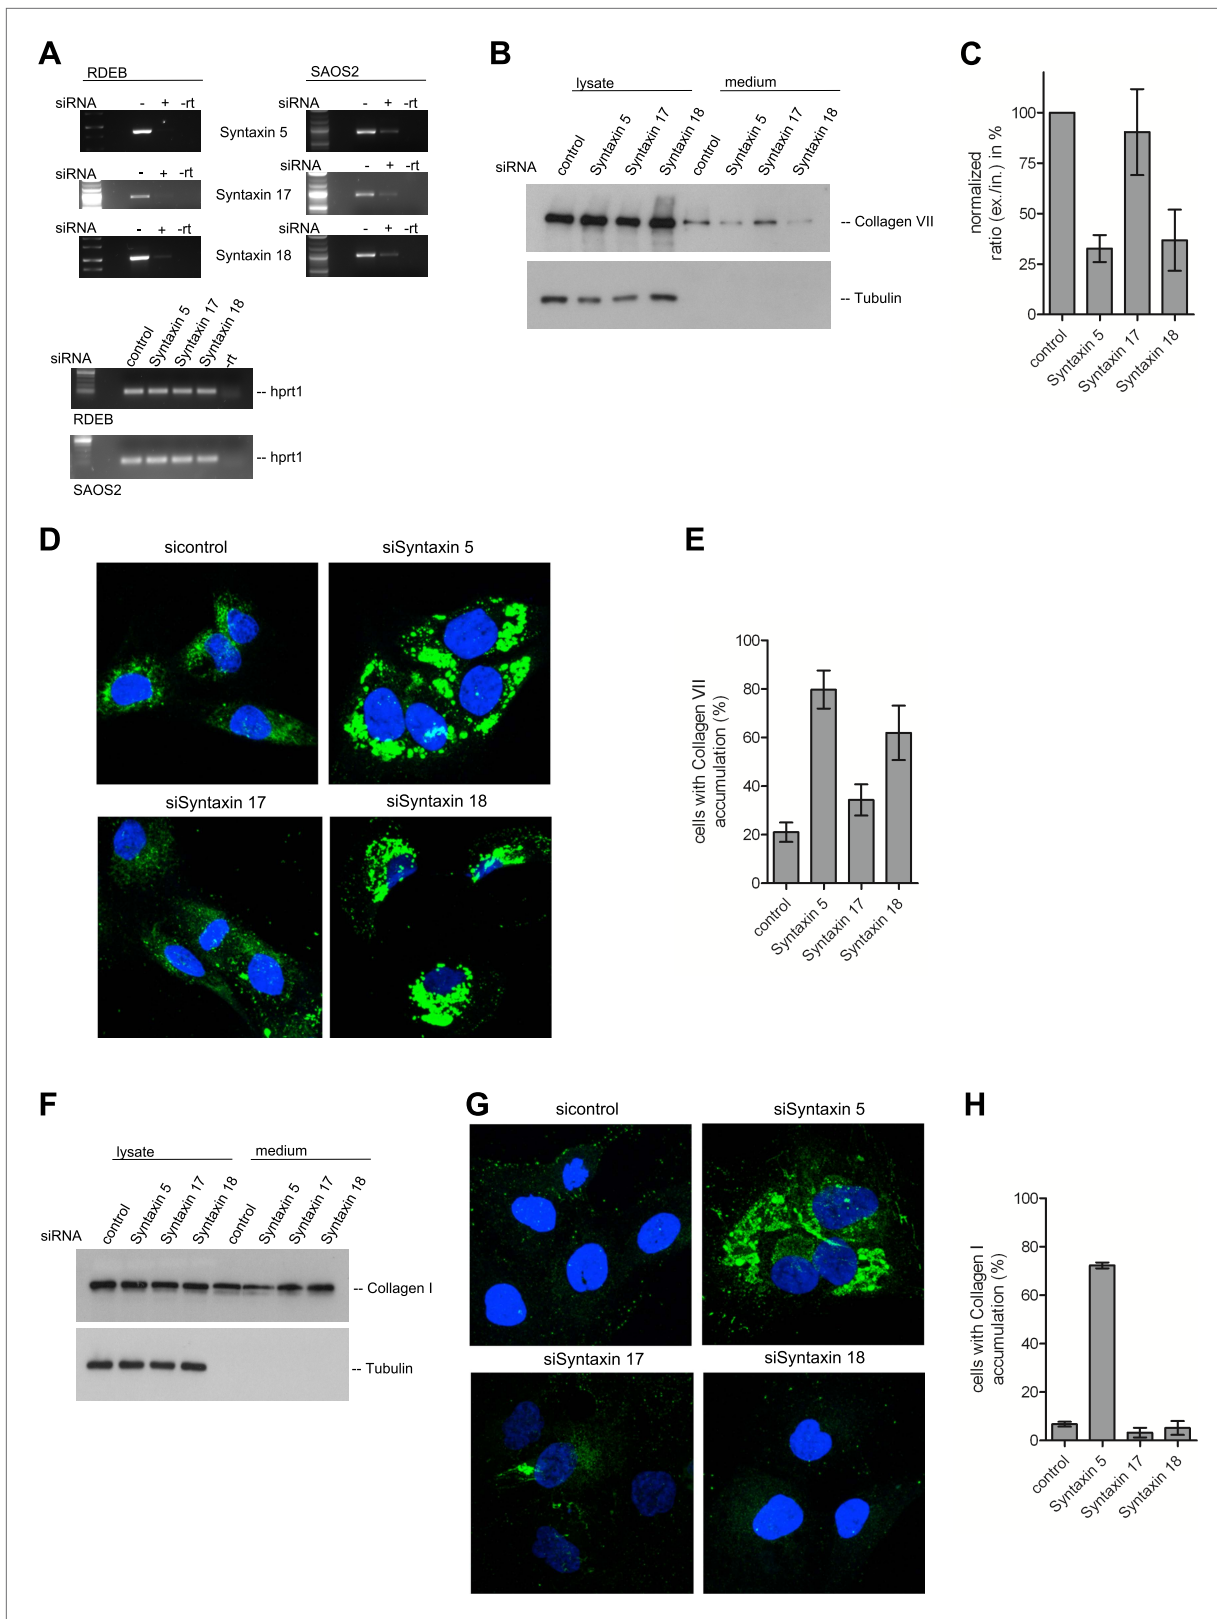 A
RDEB
SAOS2
siRNA - + -rt
siRNA - + -rt
Syntaxin 5
siRNA - + -rt
siRNA - + -rt
Syntaxin 17
siRNA - + -rt
siRNA - + -rt
Syntaxin 18
siRNA control Syntaxin 5 Syntaxin 17 Syntaxin 18 -rt
-- hprt1
RDEB
-- hprt1
SAOS2
B
lysate medium
siRNA control Syntaxin 5 Syntaxin 17 Syntaxin 18 control Syntaxin 5 Syntaxin 17 Syntaxin 18
-- Collagen VII
-- Tubulin
C
normalized
ratio (ex./in.) in %
100
75
50
25
0
control Syntaxin 5 Syntaxin 17 Syntaxin 18
D
sicontrol siSyntaxin 5
siSyntaxin 17 siSyntaxin 18
E
cells with Collagen VII
accumulation (%)
100
80
60
40
20
0
control Syntaxin 5 Syntaxin 17 Syntaxin 18
F
lysate medium
siRNA control Syntaxin 5 Syntaxin 17 Syntaxin 18 control Syntaxin 5 Syntaxin 17 Syntaxin 18
-- Collagen I
-- Tubulin
G
sicontrol siSyntaxin 5
siSyntaxin 17 siSyntaxin 18
H
cells with Collagen I
accumulation (%)
100
80
60
40
20
0
control Syntaxin 5 Syntaxin 17 Syntaxin 18